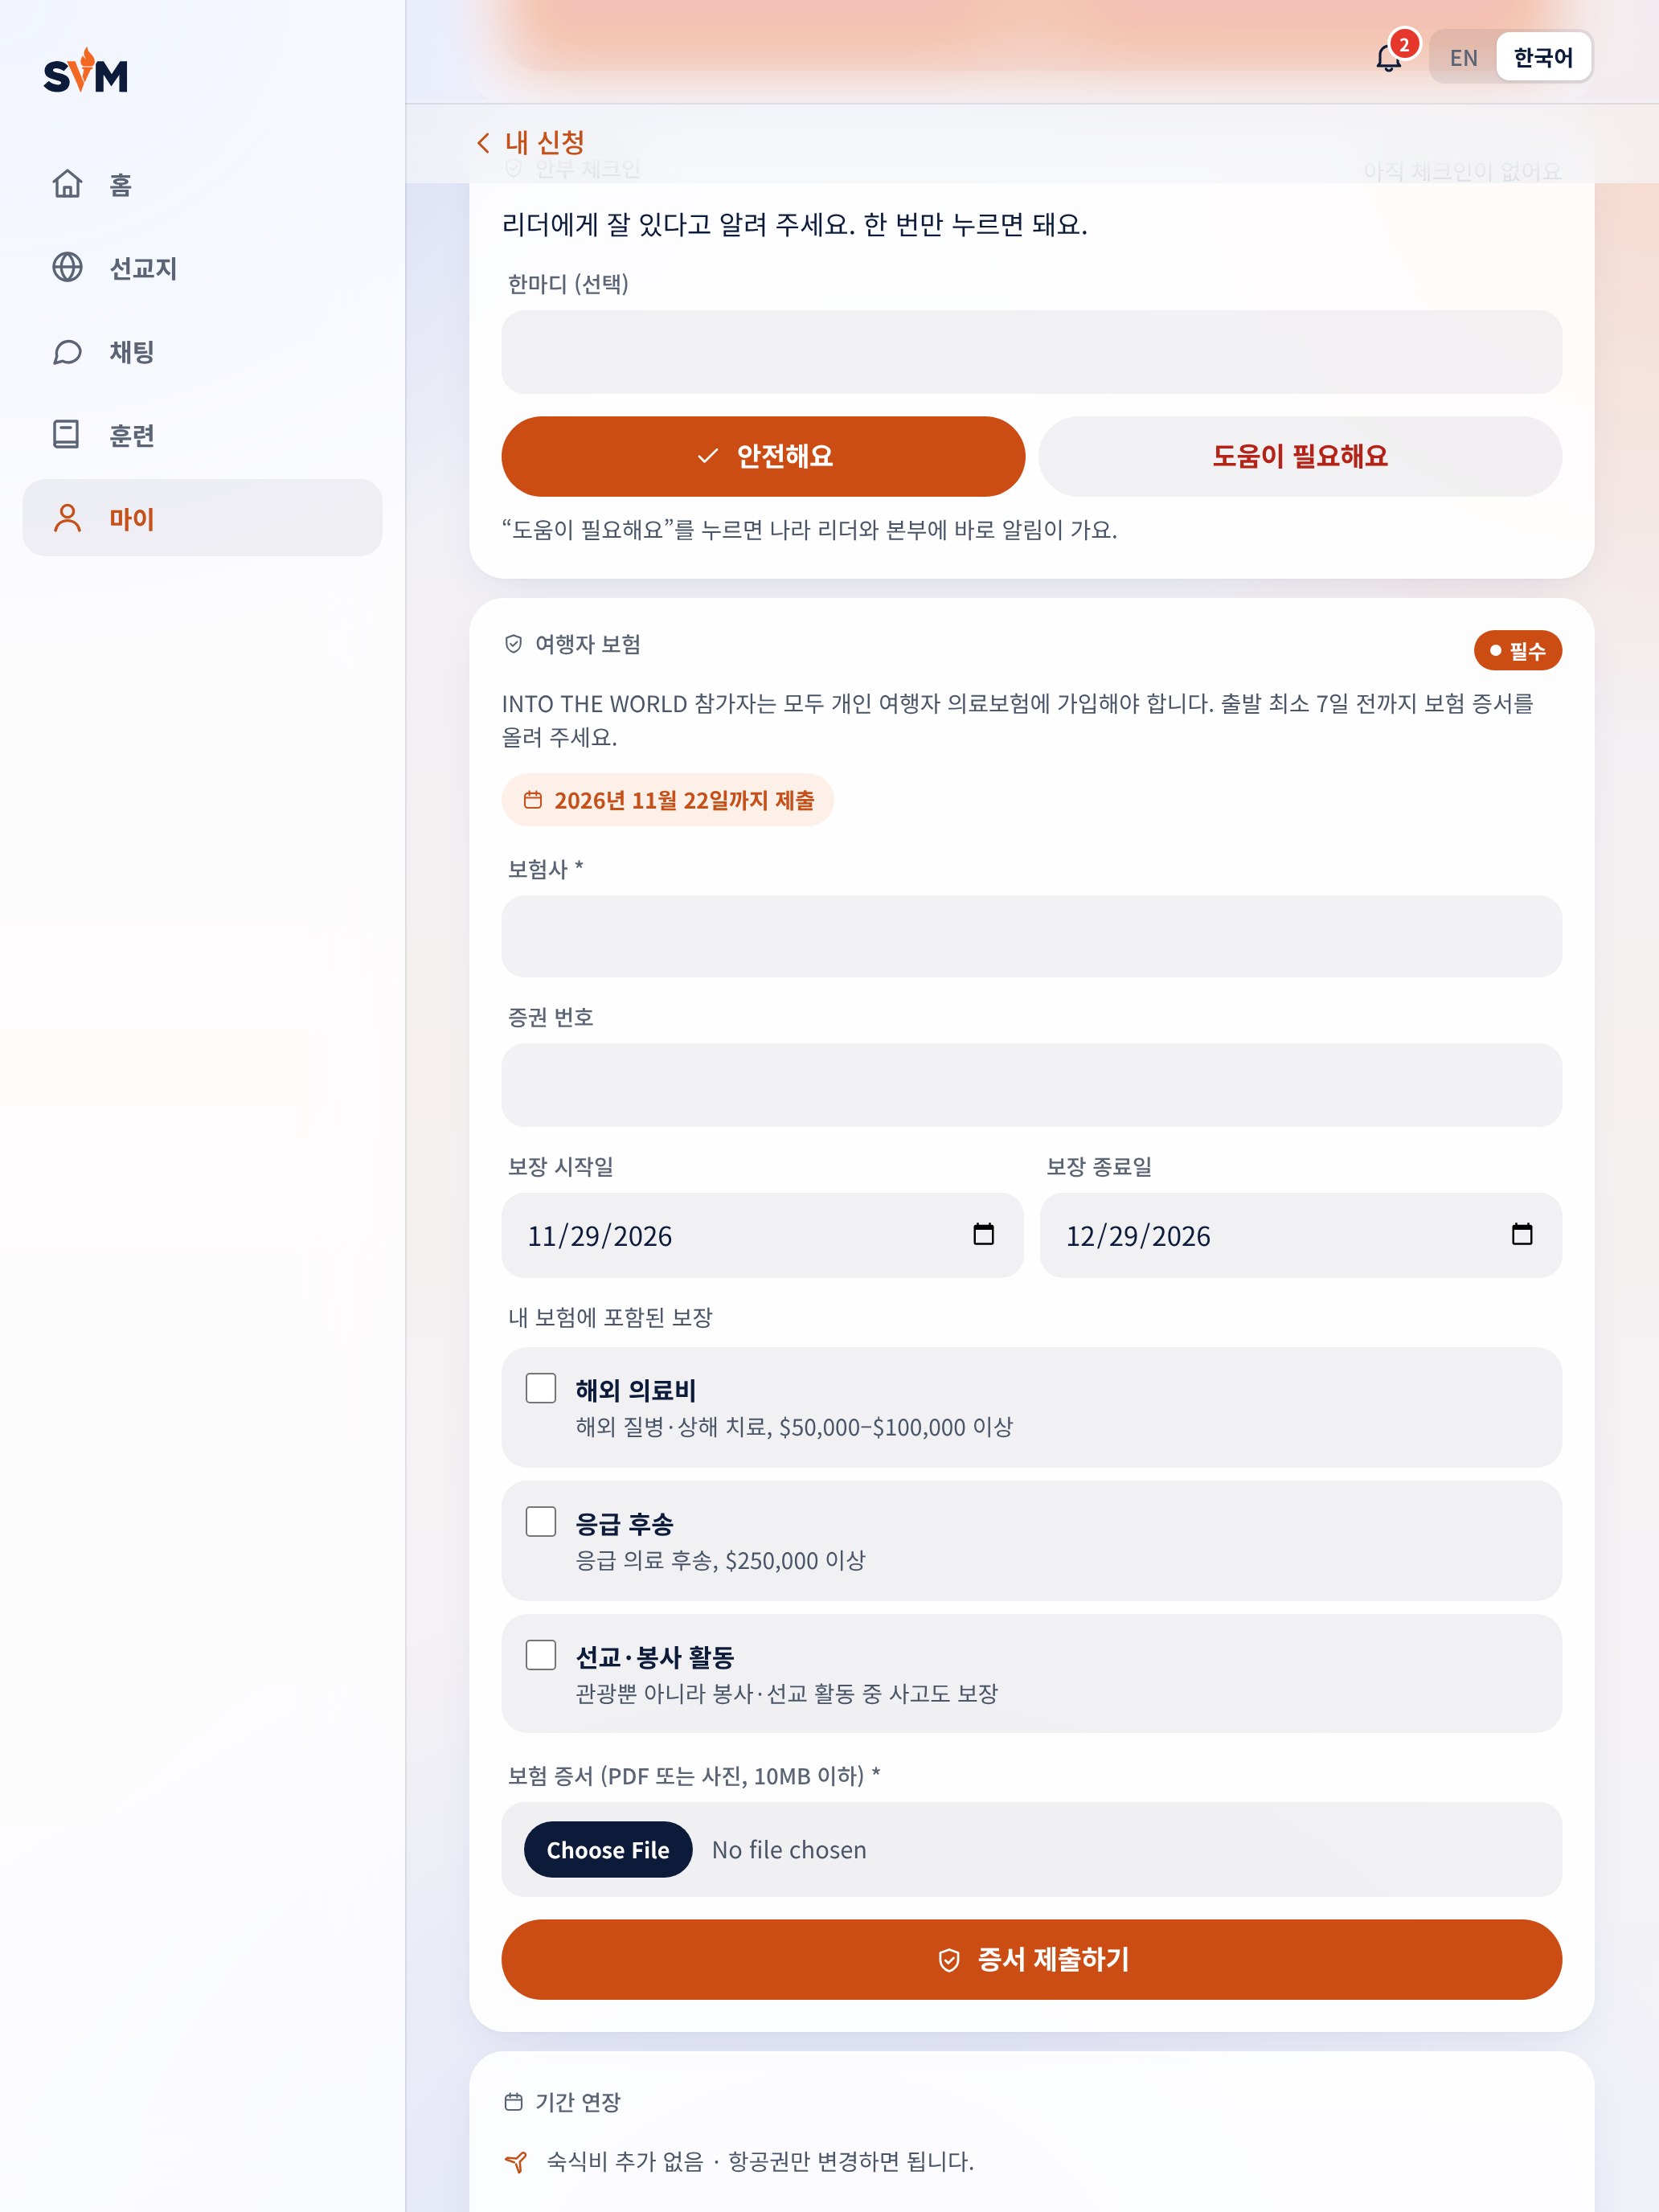 SVM
2
EN
한국어
홈
선교지
채팅
훈련
마이
내 신청
안부 체크인
아직 체크인이 없어요
리더에게 잘 있다고 알려 주세요. 한 번만 누르면 돼요.
한마디 (선택)
안전해요
도움이 필요해요
“도움이 필요해요”를 누르면 나라 리더와 본부에 바로 알림이 가요.
여행자 보험
필수
INTO THE WORLD 참가자는 모두 개인 여행자 의료보험에 가입해야 합니다. 출발 최소 7일 전까지 보험 증서를
올려 주세요.
2026년 11월 22일까지 제출
보험사 *
증권 번호
보장 시작일
보장 종료일
11/29/2026
12/29/2026
내 보험에 포함된 보장
해외 의료비
해외 질병·상해 치료, $50,000–$100,000 이상
응급 후송
응급 의료 후송, $250,000 이상
선교·봉사 활동
관광뿐 아니라 봉사·선교 활동 중 사고도 보장
보험 증서 (PDF 또는 사진, 10MB 이하) *
Choose File
No file chosen
증서 제출하기
기간 연장
숙식비 추가 없음 · 항공권만 변경하면 됩니다.